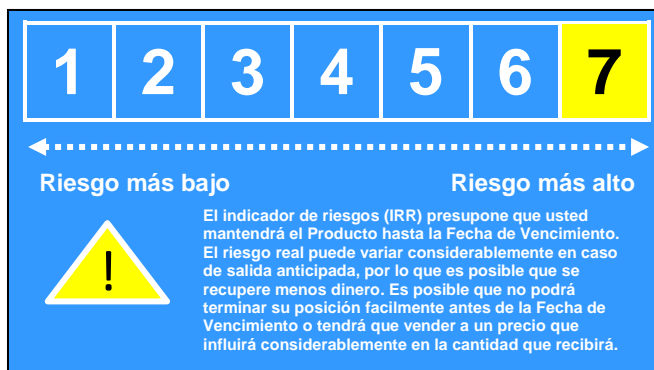 1 2 3 4 5 6 7
Riesgo más bajo Riesgo más alto
!
El indicador de riesgos (IRR) presupone que usted
mantendrá el Producto hasta la Fecha de Vencimiento.
El riesgo real puede variar considerablemente en caso
de salida anticipada, por lo que es posible que se
recupere menos dinero. Es posible que no podrá
terminar su posición facilmente antes de la Fecha de
Vencimiento o tendrá que vender a un precio que
influirá considerablemente en la cantidad que recibirá.